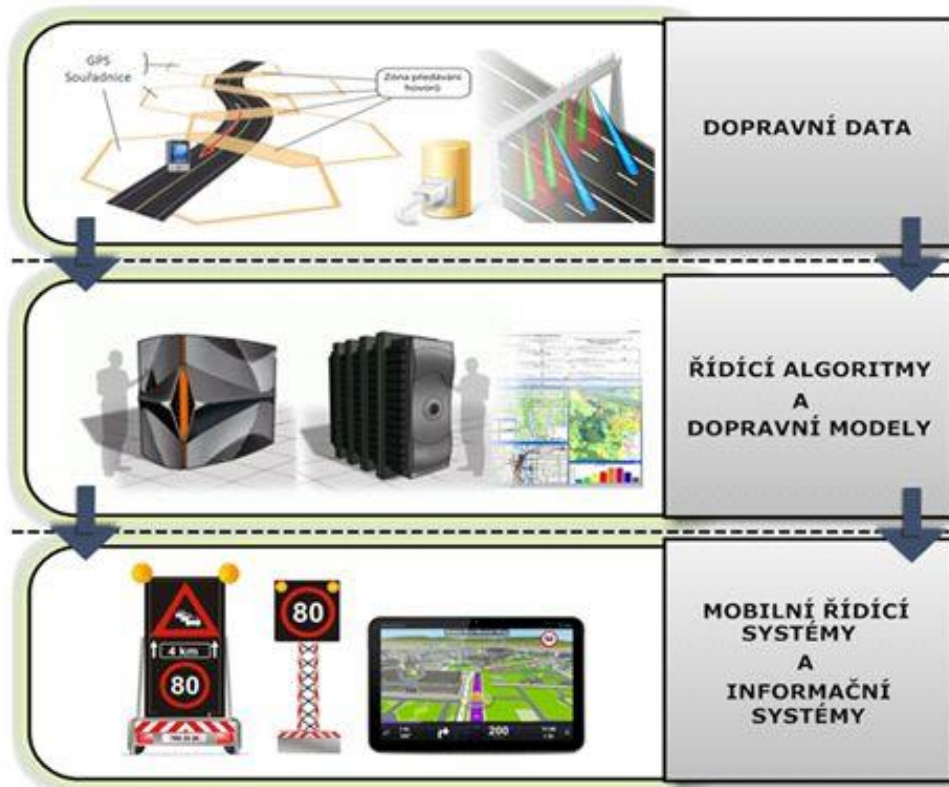 GPS
Souřadnice
Zóna předávání
hovorů
DOPRAVNÍ DATA
ŘÍDÍCÍ ALGORITMY
A
DOPRAVNÍ MODELY
4 km
80
80
200
MOBILNÍ ŘÍDÍCÍ
SYSTÉMY
A
INFORMAČNÍ
SYSTÉMY